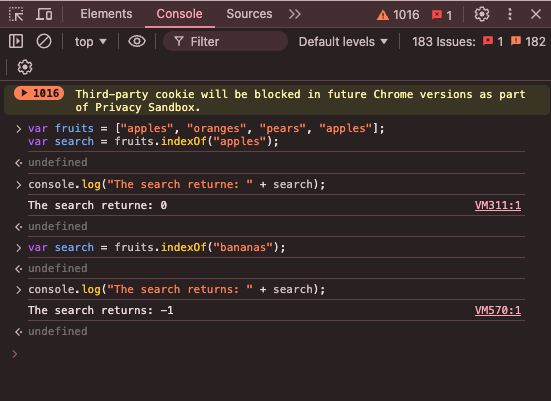 Elements Console Sources 1016 1
top Filter Default levels 183 Issues: 1 182
1016 Third-party cookie will be blocked in future Chrome versions as part
of Privacy Sandbox.
> var fruits = ["apples", "oranges", "pears", "apples"];
var search = fruits.indexOf("apples");
undefined
> console.log("The search returne: " + search);
The search returne: 0 VM311:1
undefined
> var search = fruits.indexOf("bananas");
undefined
> console.log("The search returns: " + search);
The search returns: -1 VM570:1
undefined
>